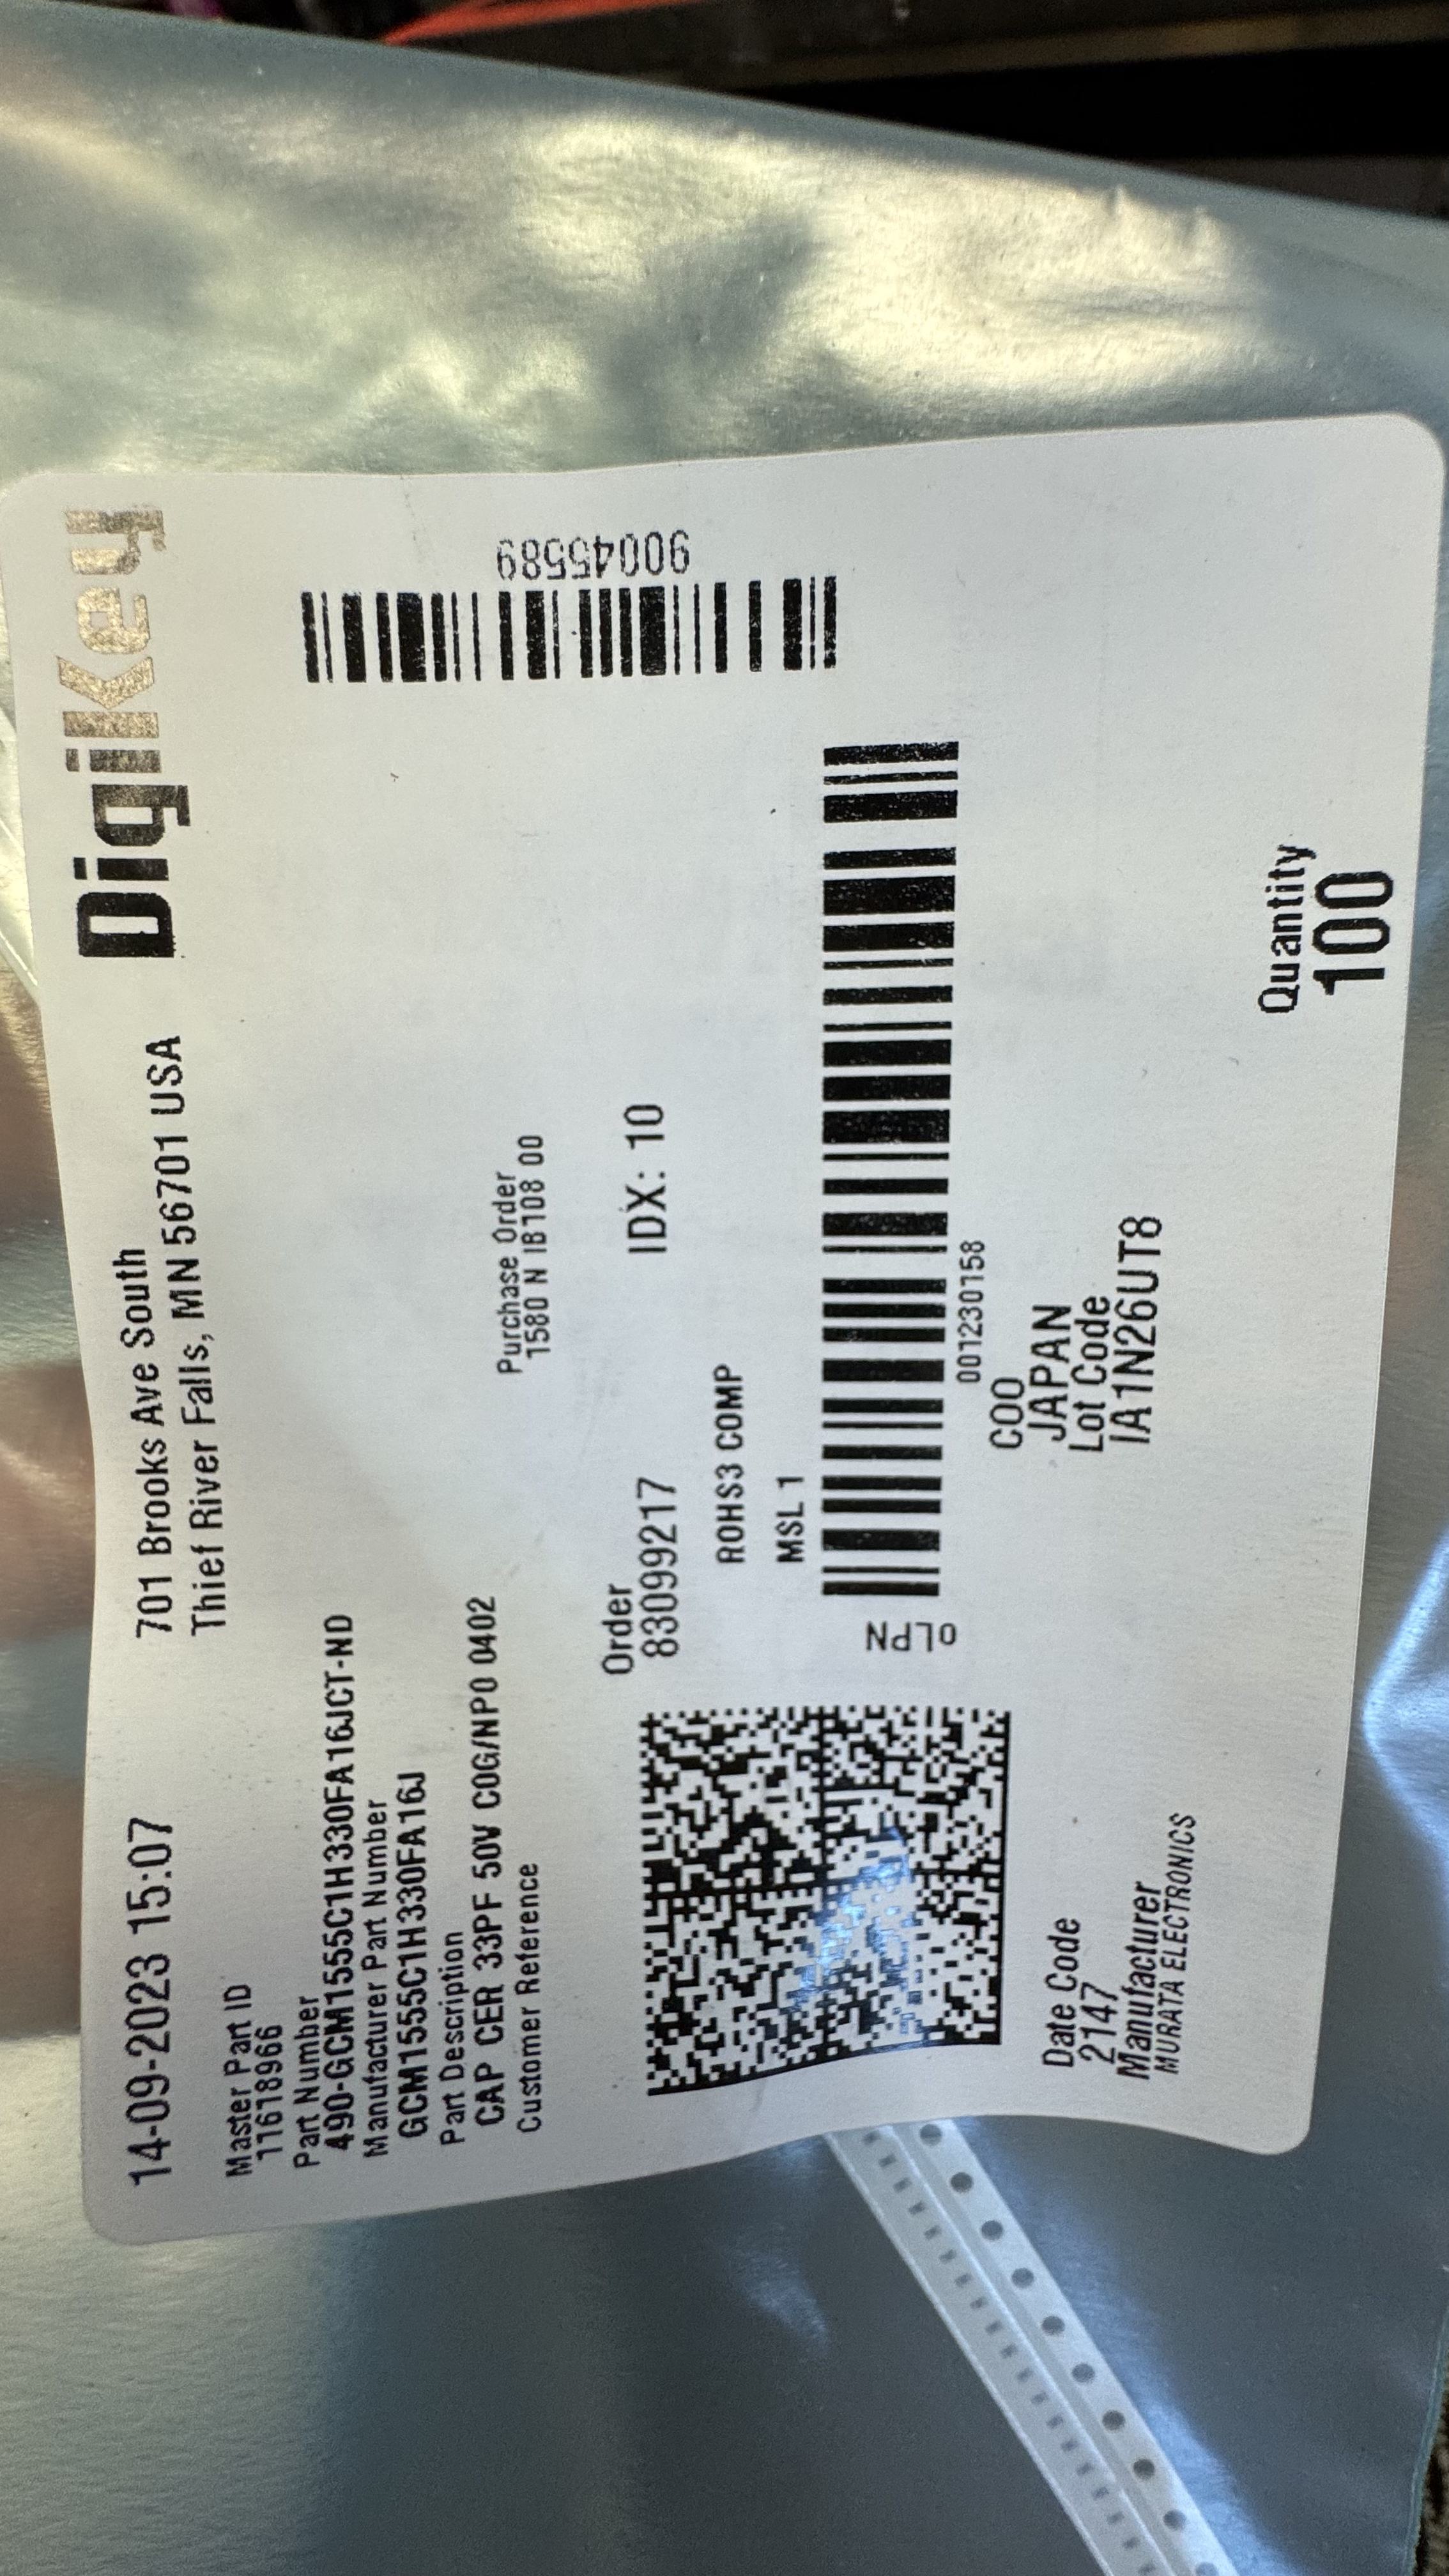 DigiKey
701 Brooks Ave South
Thief River Falls, MN 56701 USA
14-09-2023 15:07
90045589
Master Part ID
11618966
Part Number
490-GCM1555C1H330FA16JCT-ND
Manufacturer Part Number
GCM1555C1H330FA16J
Part Description
CAP CER 33PF 50V C0G/NP0 0402
Customer Reference
Purchase Order
1580 N IB108 00
Order
83099217
IDX: 10
ROHS3 COMP
MSL 1
OLPN
001230158
COO
JAPAN
Lot Code
IA1N26UT8
Date Code
2147
Manufacturer
MURATA ELECTRONICS
Quantity
100